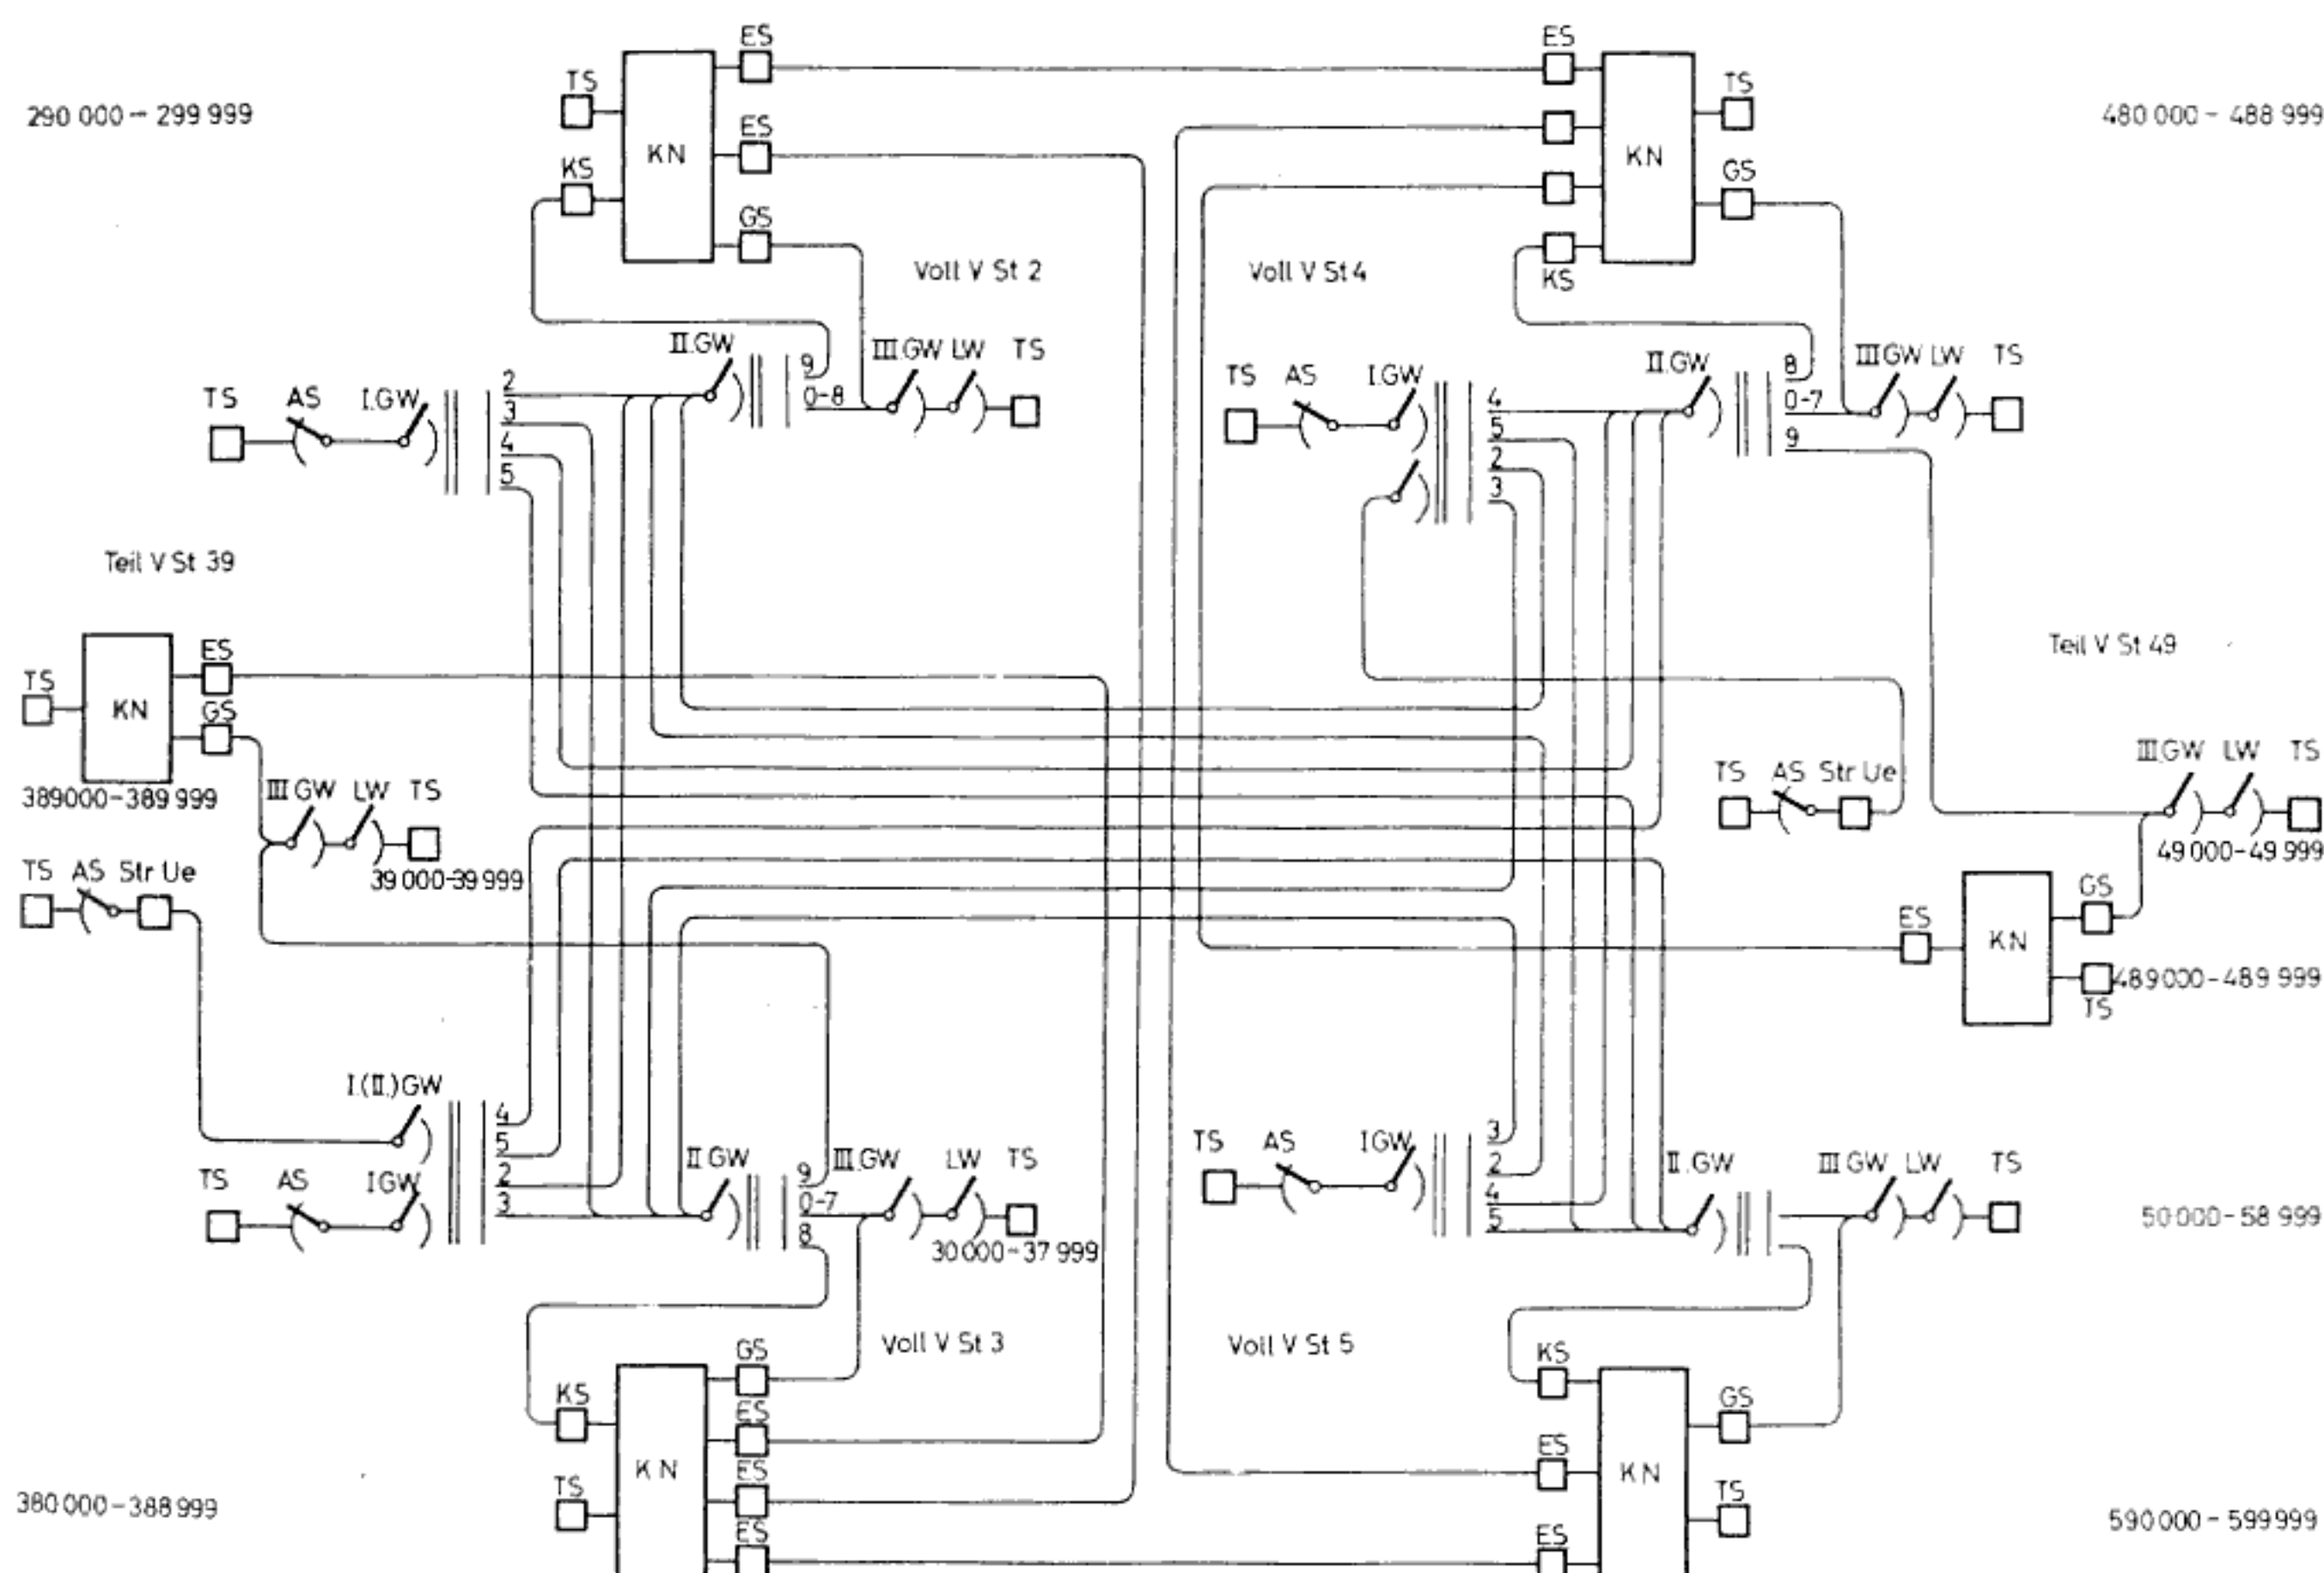 ES
ES
TS
TS
290 000 - 299 999
480 000 - 488 999
ES
KN
KN
KS
GS
GS
Voll V St 2
Voll V St 4
KS
II.GW
III.GW LW TS
II.GW
III.GW LW TS
9
8
0-8
0-7
TS AS I.GW
2
3
4
5
TS AS I.GW
4
5
2
3
9
Teil V St 39
Teil V St 49
ES
TS
KN
GS
389000-389 999
III GW LW TS
39 000-39 999
TS AS Str Ue
TS AS Str Ue
III.GW LW TS
49 000-49 999
GS
ES
KN
489000-489 999
TS
I.(II.)GW
4
5
2
3
TS AS IGW
II GW
9
0-7
8
III.GW LW TS
30 000-37 999
TS AS IGW
3
2
4
5
II.GW
III GW LW TS
50 000-58 999
Voll V St 3
Voll V St 5
GS
KS
KS
GS
ES
ES
KN
KN
ES
TS
TS
380 000-388 999
590 000-599 999
ES
ES